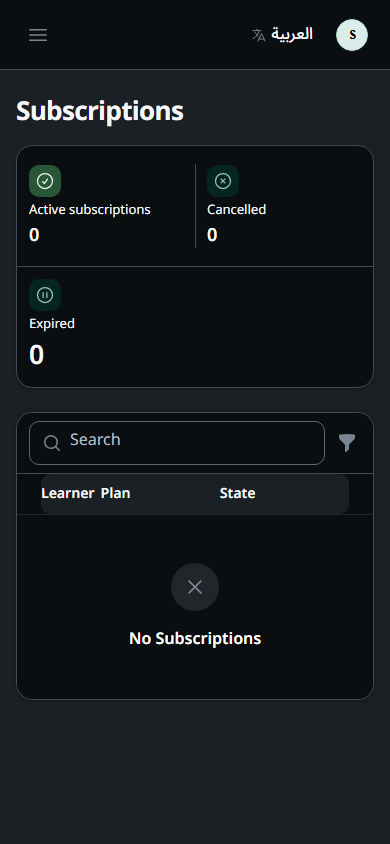 العربية S
Subscriptions
Active subscriptions
0
Cancelled
0
Expired
0
Search
Learner Plan State
No Subscriptions